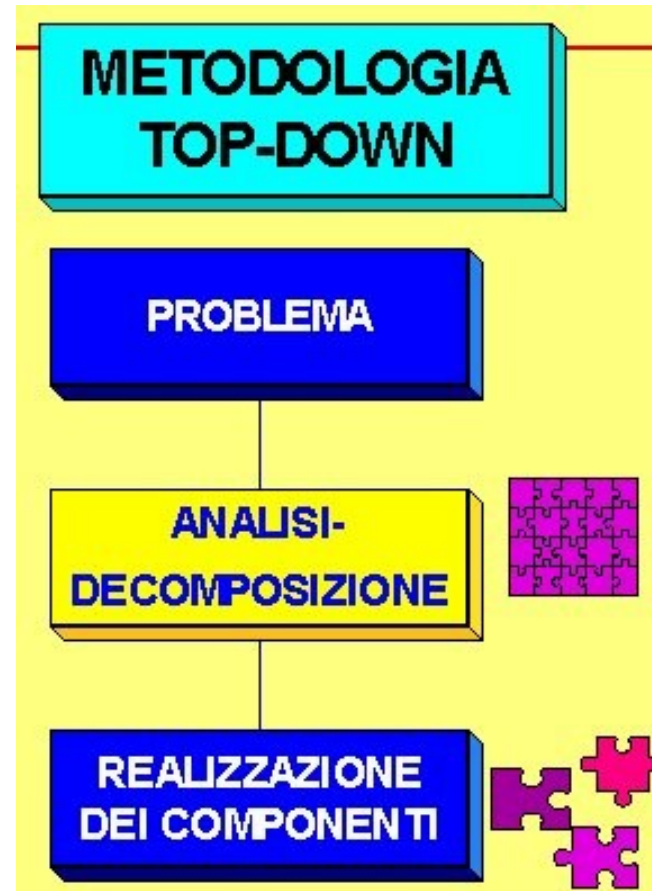 METODOLOGIA
TOP-DOWN
PROBLEMA
ANALISI-
DECOMPOSIZIONE
REALIZZAZIONE
DEI COMPONENTI